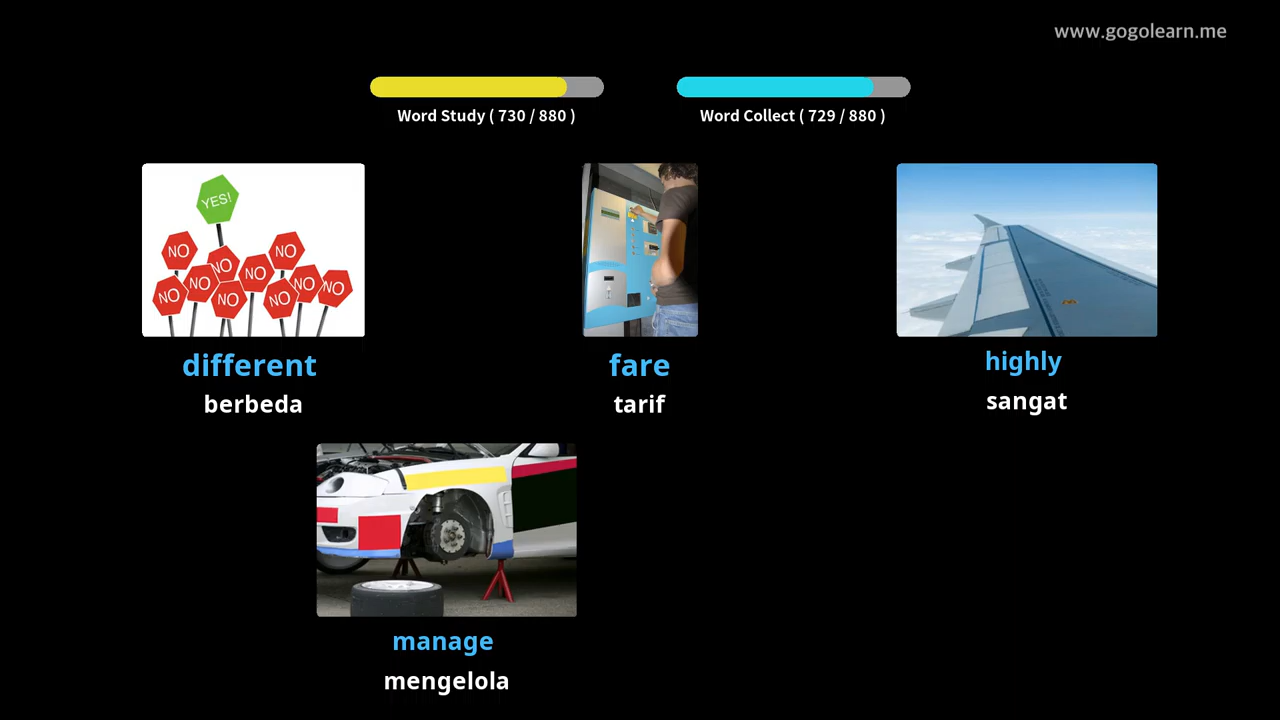 www.gogolearn.me
Word Study ( 730 / 880 )
Word Collect ( 729 / 880 )
YES!
NO
NO
NO
NO
NO
NO
NO
NO
NO
NO
different
berbeda
fare
tarif
highly
sangat
manage
mengelola